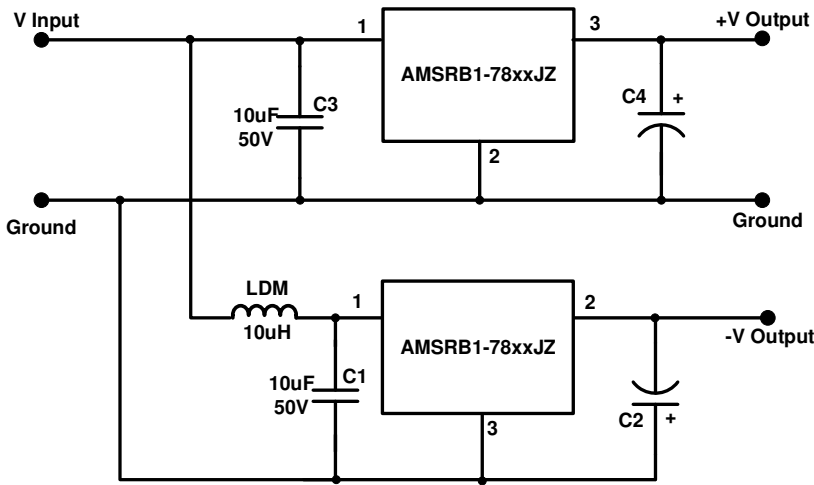 V Input
1
3
+V Output
AMSRB1-78xxJZ
C3
10uF
50V
C4
+
2
Ground
Ground
LDM
10uH
1
2
AMSRB1-78xxJZ
-V Output
C1
10uF
50V
C2
+
3